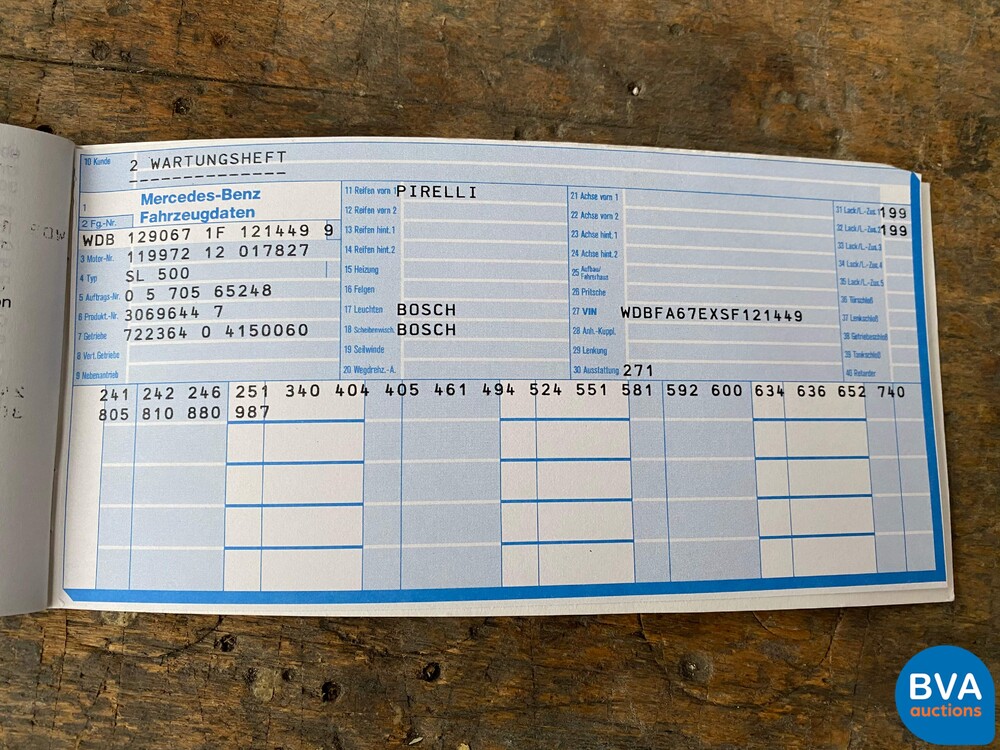 10 Kunde 2 WARTUNGSHEFT
1 Mercedes-Benz
Fahrzeugdaten
2 Fg.-Nr.
WDB 129067 1F 121449 9
3 Motor-Nr. 119972 12 017827
4 Typ SL 500
5 Auftrags-Nr. 0 5 705 65248
6 Produkt.-Nr. 3069644 7
7 Getriebe 722364 0 4150060
8 Vert.Getriebe
9 Nebenantrieb
11 Reifen vorn 1 PIRELLI
12 Reifen vorn 2
13 Reifen hint.1
14 Reifen hint.2
15 Heizung
16 Felgen
17 Leuchten BOSCH
18 Scheibenwisch. BOSCH
19 Seilwinde
20 Wegdrehz.-A.
21 Achse vorn 1
22 Achse vorn 2
23 Achse hint.1
24 Achse hint.2
25 Aufbau/
Fahrerhaus
26 Pritsche
27 VIN WDBFA67EXSF121449
28 Anh.-Kuppl.
29 Lenkung
30 Ausstattung 271
31 Lack/L.-Zus.1 199
32 Lack/L.-Zus.2 199
33 Lack/L.-Zus.3
34 Lack/L.-Zus.4
35 Lack/L.-Zus.5
36 Türschließ
37 Lenkschließ
38 Getriebeschließ
39 Tankschließ
40 Retarder
241 242 246 251 340 404 405 461 494 524 551 581 592 600 634 636 652 740
805 810 880 987
BVA
auctions